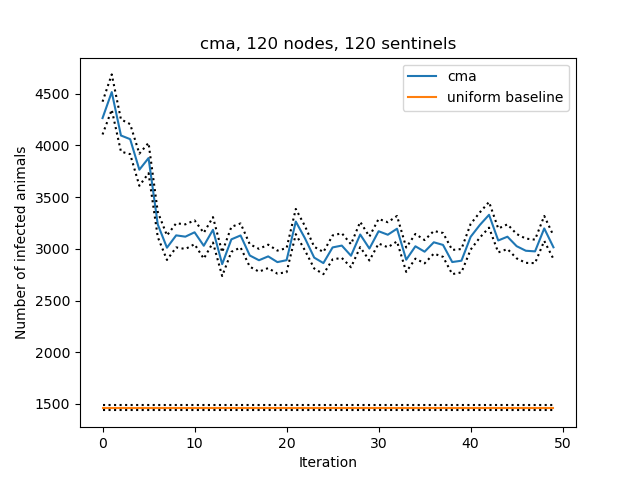 cma, 120 nodes, 120 sentinels
cma
uniform baseline
Number of infected animals
4500
4000
3500
3000
2500
2000
1500
0 10 20 30 40 50
Iteration